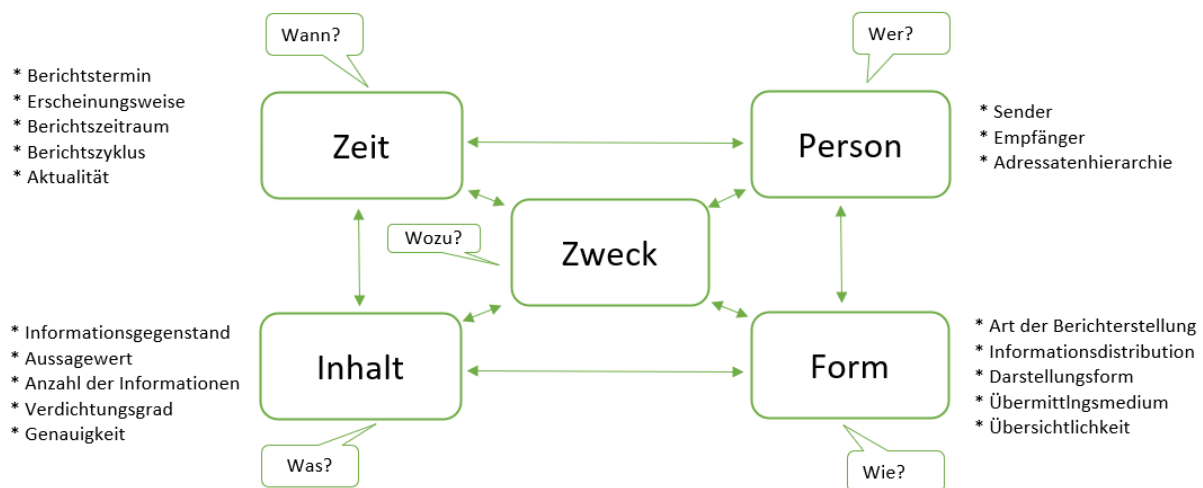 Wann?
Wer?
* Berichtstermin
* Erscheinungsweise
* Berichtszeitraum
* Berichtszyklus
* Aktualität
Zeit
Person
* Sender
* Empfänger
* Adressatenhierarchie
Wozu?
Zweck
* Informationsgegenstand
* Aussagewert
* Anzahl der Informationen
* Verdichtungsgrad
* Genauigkeit
Inhalt
Form
* Art der Berichterstellung
* Informationsdistribution
* Darstellungsform
* Übermittlngsmedium
* Übersichtlichkeit
Was?
Wie?